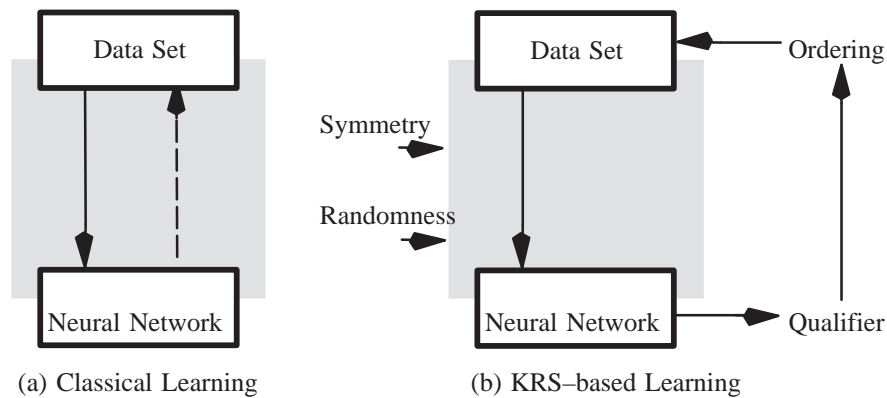 Data Set
Neural Network
(a) Classical Learning
Data Set
Ordering
Symmetry
Randomness
Neural Network
Qualifier
(b) KRS–based Learning